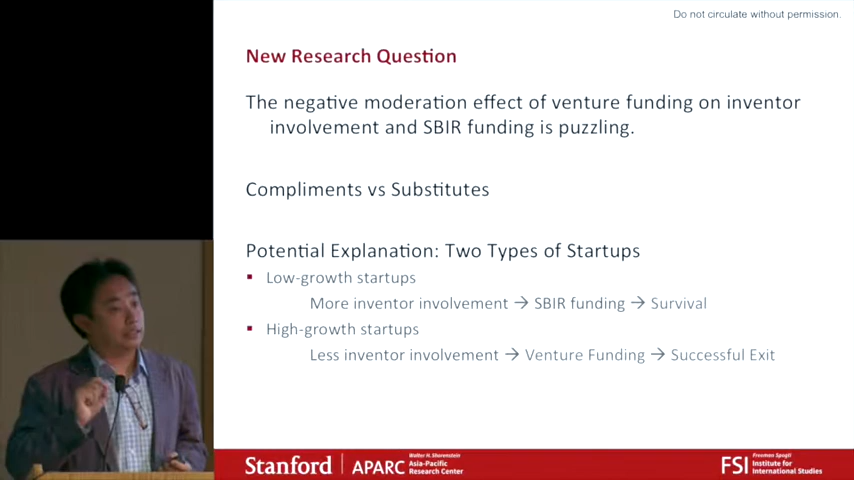 Do not circulate without permission.
New Research Question
The negative moderation effect of venture funding on inventor
involvement and SBIR funding is puzzling.
Compliments vs Substitutes
Potential Explanation: Two Types of Startups
Low-growth startups
More inventor involvement → SBIR funding → Survival
High-growth startups
Less inventor involvement → Venture Funding → Successful Exit
Stanford
APARC
Walter H. Shorenstein
Asia-Pacific
Research Center
FSI
Freeman Spogli
Institute for
International Studies